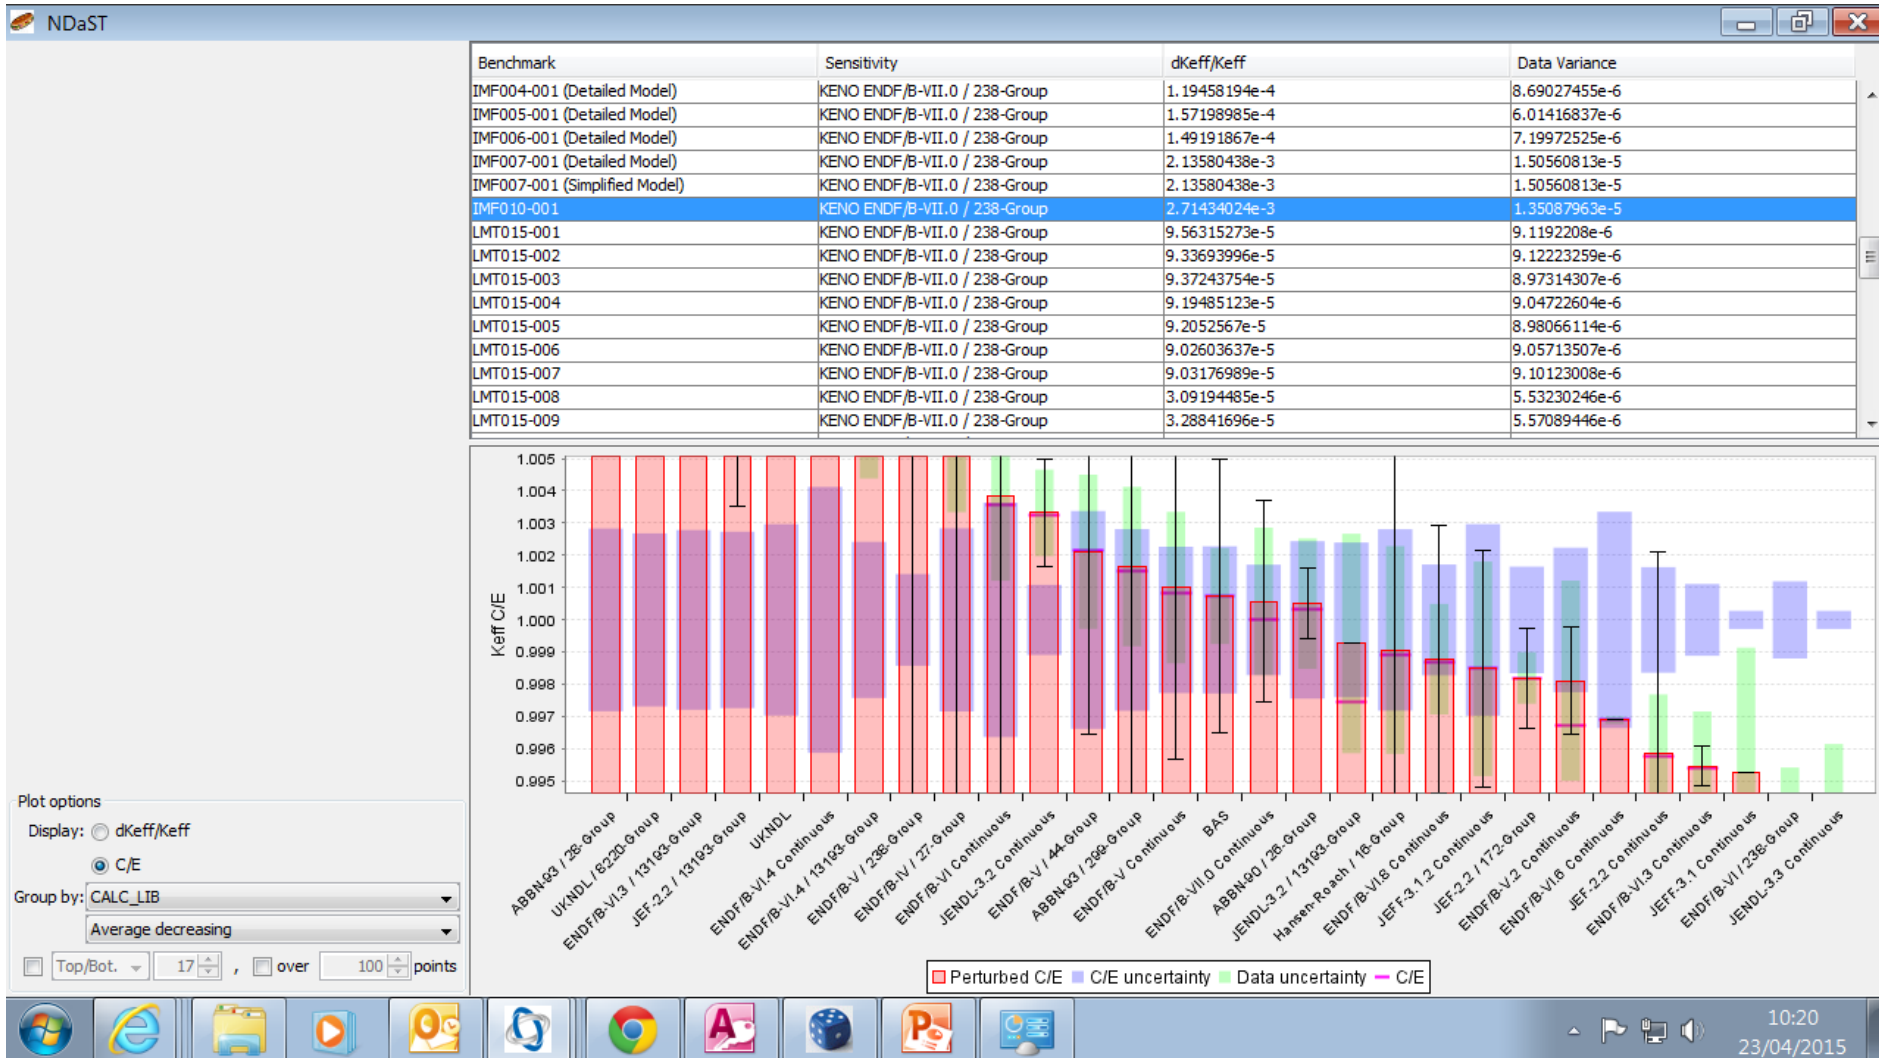 NDaST
Benchmark Sensitivity dKeff/Keff Data Variance
IMF004-001 (Detailed Model) KENO ENDF/B-VII.0 / 238-Group 1.19458194e-4 8.69027455e-6
IMF005-001 (Detailed Model) KENO ENDF/B-VII.0 / 238-Group 1.57198985e-4 6.01416837e-6
IMF006-001 (Detailed Model) KENO ENDF/B-VII.0 / 238-Group 1.49191867e-4 7.19972525e-6
IMF007-001 (Detailed Model) KENO ENDF/B-VII.0 / 238-Group 2.13580438e-3 1.50560813e-5
IMF007-001 (Simplified Model) KENO ENDF/B-VII.0 / 238-Group 2.13580438e-3 1.50560813e-5
IMF010-001 KENO ENDF/B-VII.0 / 238-Group 2.71434024e-3 1.35087963e-5
LMT015-001 KENO ENDF/B-VII.0 / 238-Group 9.56315273e-5 9.1192208e-6
LMT015-002 KENO ENDF/B-VII.0 / 238-Group 9.33693996e-5 9.12223259e-6
LMT015-003 KENO ENDF/B-VII.0 / 238-Group 9.37243754e-5 8.97314307e-6
LMT015-004 KENO ENDF/B-VII.0 / 238-Group 9.19485123e-5 9.04722604e-6
LMT015-005 KENO ENDF/B-VII.0 / 238-Group 9.2052567e-5 8.98066114e-6
LMT015-006 KENO ENDF/B-VII.0 / 238-Group 9.02603637e-5 9.05713507e-6
LMT015-007 KENO ENDF/B-VII.0 / 238-Group 9.03176989e-5 9.10123008e-6
LMT015-008 KENO ENDF/B-VII.0 / 238-Group 3.09194485e-5 5.53230246e-6
LMT015-009 KENO ENDF/B-VII.0 / 238-Group 3.28841696e-5 5.57089446e-6
Keff C/E
1.005
1.004
1.003
1.002
1.001
1.000
0.999
0.998
0.997
0.996
0.995
ABBN-93 / 28-Group
UKNDL / 8220-Group
ENDF/B-VI.3 / 13193-Group
JEF-2.2 / 13193-Group
UKNDL
ENDF/B-VI.4 Continuous
ENDF/B-VI.4 / 13193-Group
ENDF/B-V / 238-Group
ENDF/B-IV / 27-Group
ENDF/B-VI Continuous
JENDL-3.2 Continuous
ENDF/B-V / 44-Group
ABBN-93 / 299-Group
ENDF/B-V Continuous
BAS
ENDF/B-VII.0 Continuous
ABBN-90 / 26-Group
JENDL-3.2 / 13193-Group
Hansen-Roach / 16-Group
ENDF/B-VI.8 Continuous
JEFF-3.1.2 Continuous
JEF-2.2 / 172-Group
ENDF/B-V.2 Continuous
ENDF/B-VI.6 Continuous
JEF-2.2 Continuous
ENDF/B-VI.3 Continuous
JEFF-3.1 Continuous
ENDF/B-VI / 238-Group
JENDL-3.3 Continuous
Perturbed C/E C/E uncertainty Data uncertainty C/E
Plot options
Display: dKeff/Keff
C/E
Group by: CALC_LIB
Average decreasing
Top/Bot. 17 , over 100 points
10:20
23/04/2015